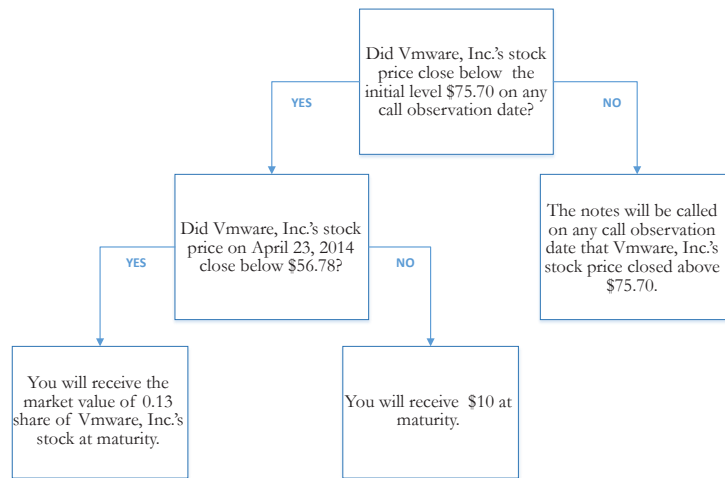 Did Vmware, Inc.'s stock
price close below the
initial level $75.70 on any
call observation date?
YES
NO
Did Vmware, Inc.'s stock
price on April 23, 2014
close below $56.78?
The notes will be called
on any call observation
date that Vmware, Inc.'s
stock price closed above
$75.70.
YES
NO
You will receive the
market value of 0.13
share of Vmware, Inc.'s
stock at maturity.
You will receive $10 at
maturity.